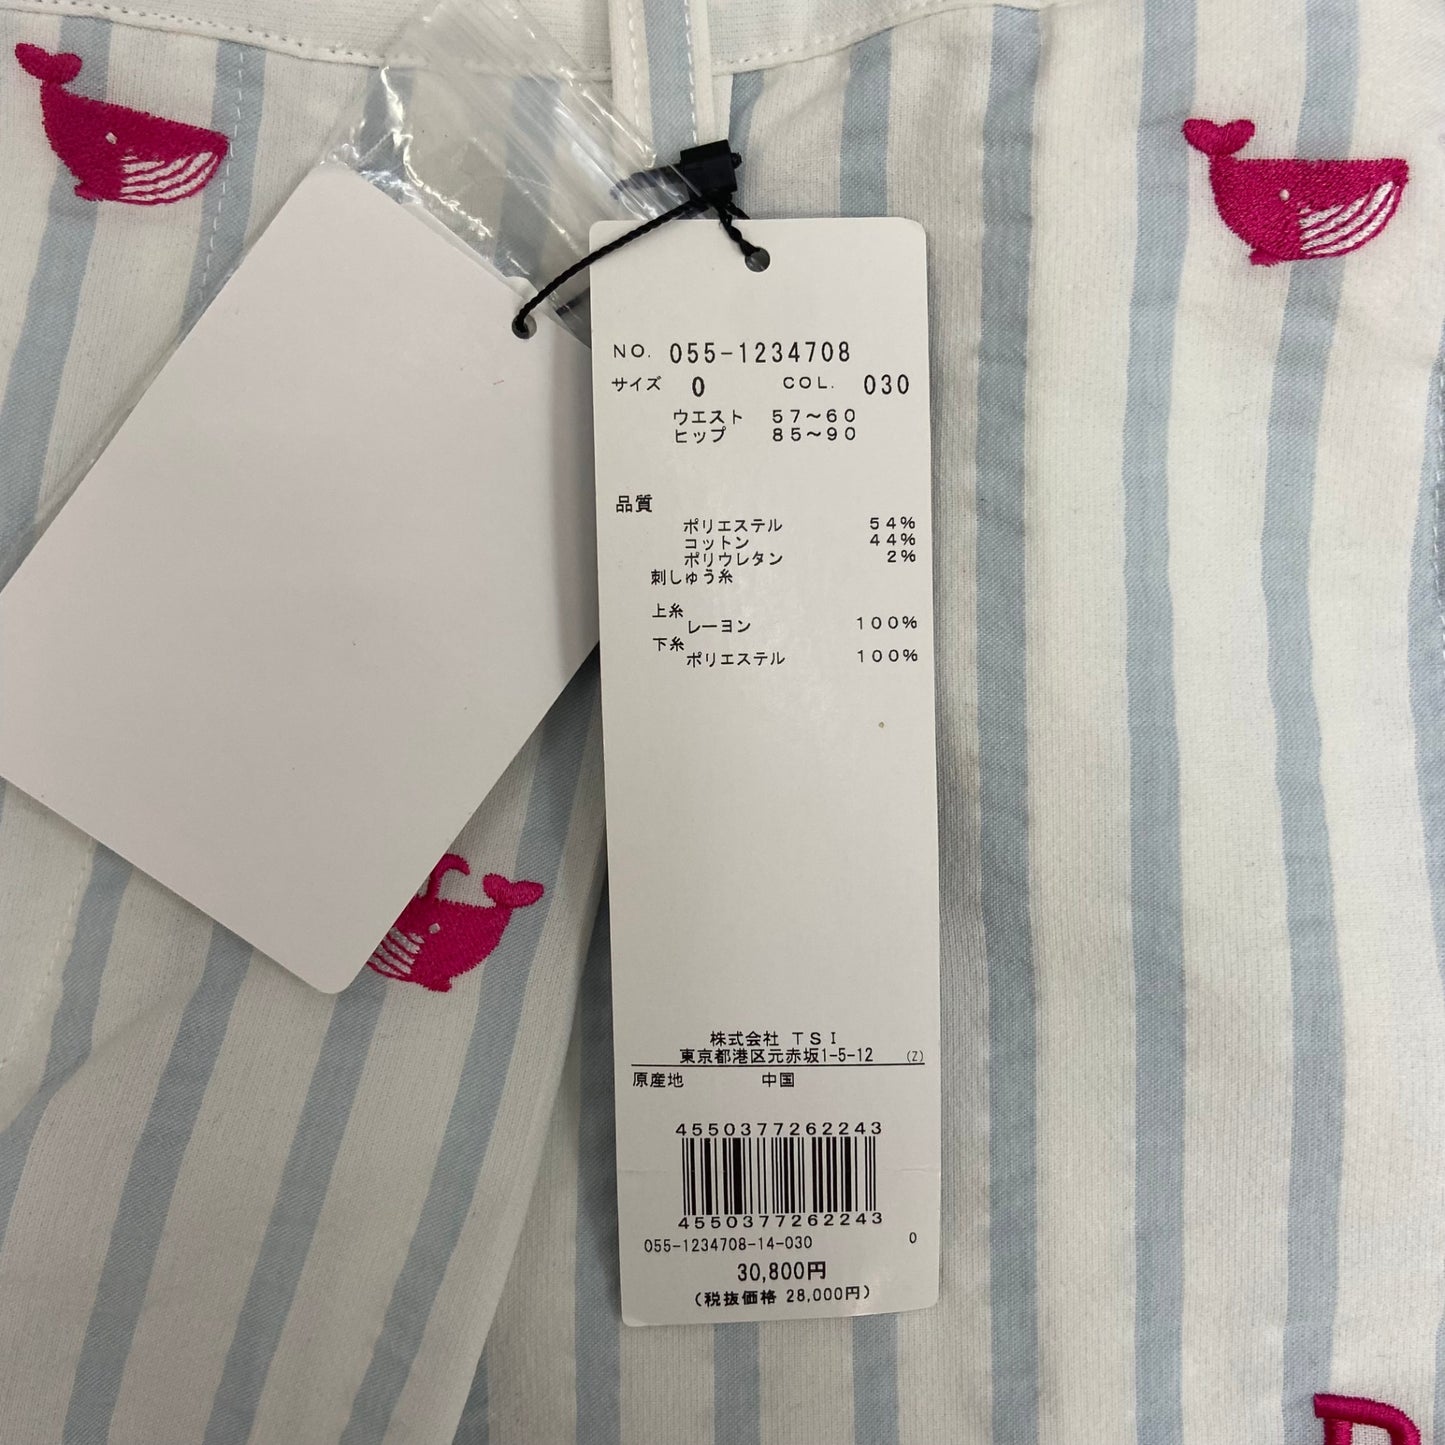 NO. 055-1234708
サイズ 0 COL. 030
ウエスト 57～60
ヒップ 85～90
品質
ポリエステル 54%
コットン 44%
ポリウレタン 2%
刺しゅう糸
上糸
レーヨン 100%
下糸
ポリエステル 100%
株式会社 TSI
東京都港区元赤坂1-5-12 (Z)
原産地 中国
4550377262243
4550377262243
055-1234708-14-030 0
30,800円
(税抜価格 28,000円)